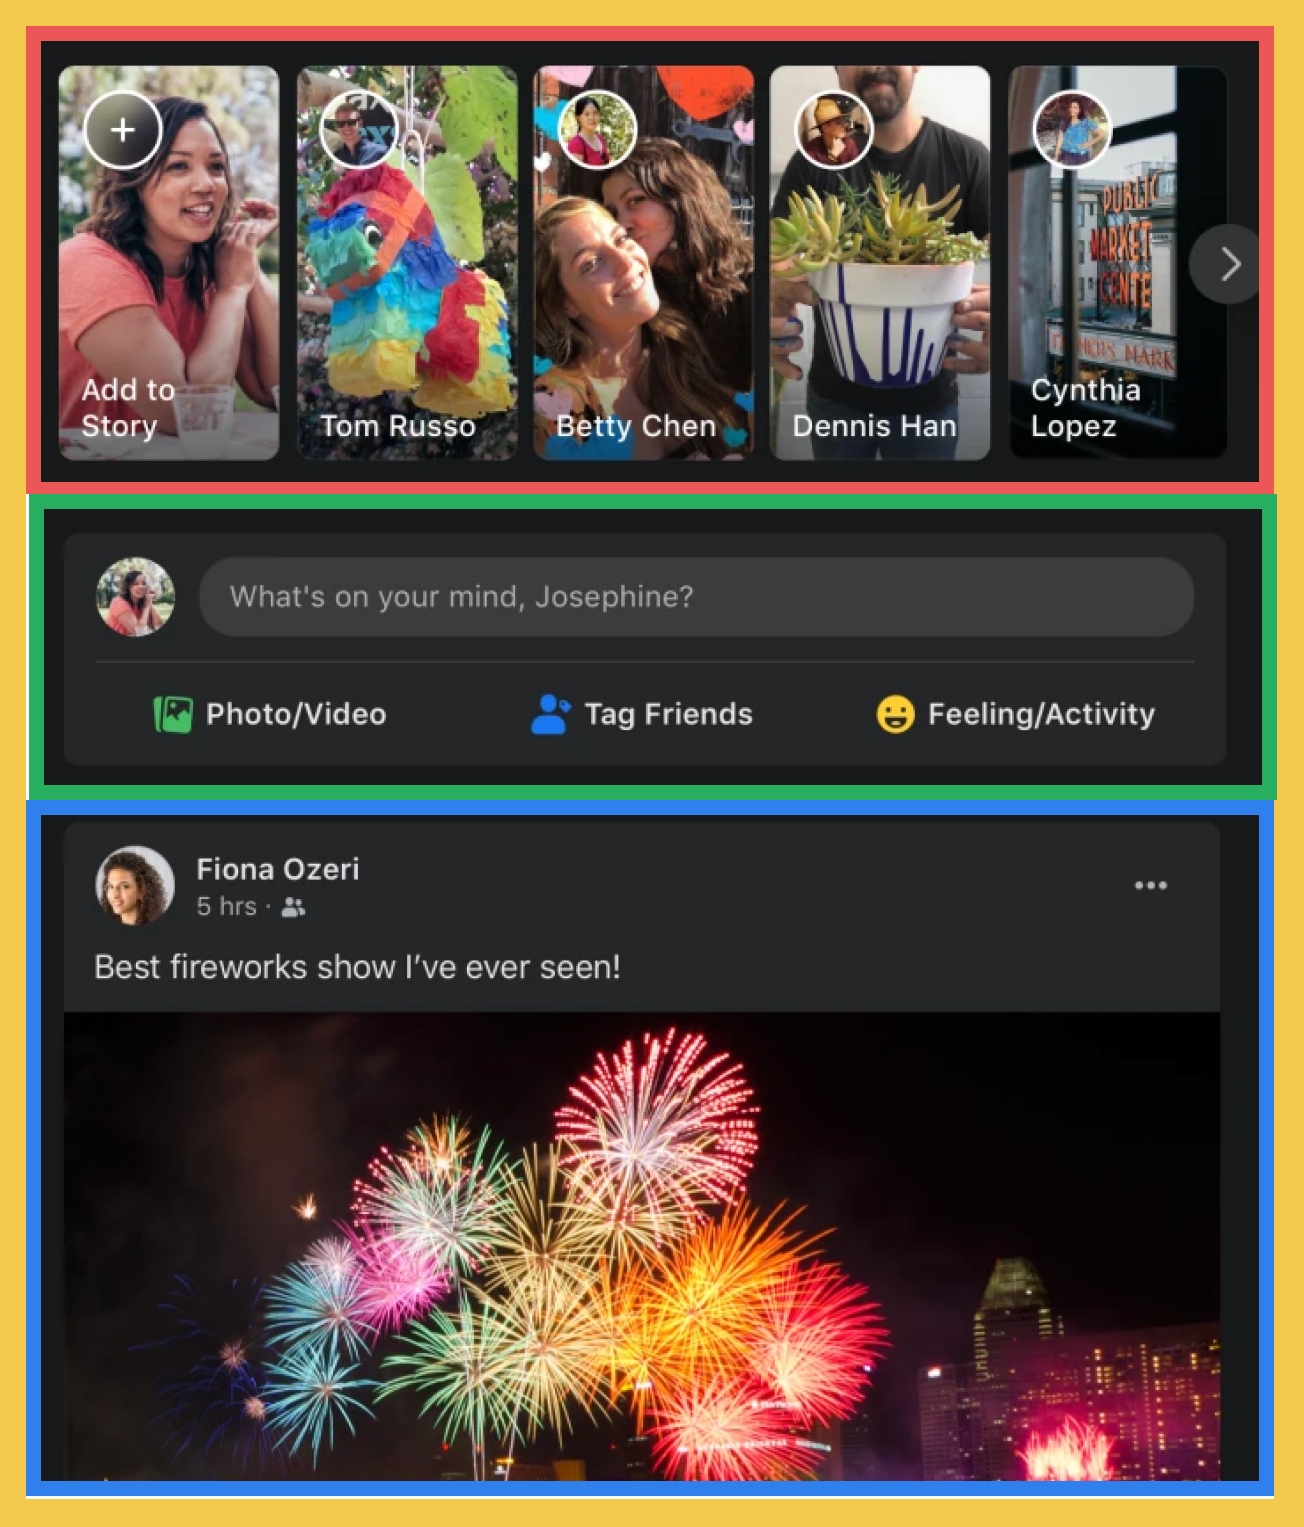 Add to
Story
Tom Russo
Betty Chen
Dennis Han
PUBLIC
MARKET
CENTE
Cynthia
Lopez
What's on your mind, Josephine?
Photo/Video
Tag Friends
Feeling/Activity
Fiona Ozeri
5 hrs ·
Best fireworks show I’ve ever seen!